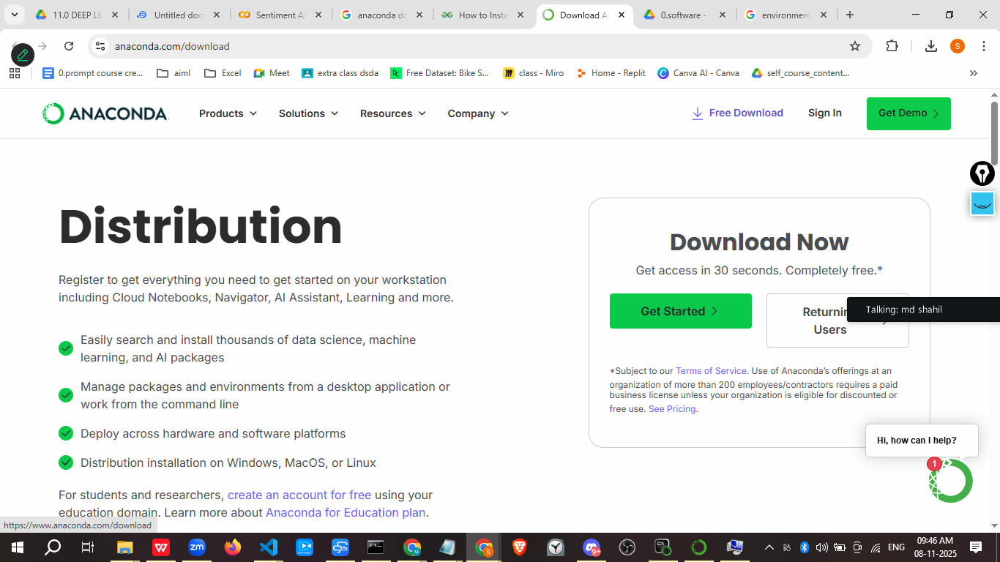 11.0 DEEP LE
Untitled doc
Sentiment A
anaconda do
How to Insta
Download A
0.software -
environment
anaconda.com/download
S
0.prompt course cre...
aiml
Excel
Meet
extra class dsda
Free Dataset: Bike S...
class - Miro
Home - Replit
Canva AI - Canva
self_course_content...
ANACONDA.
Products
Solutions
Resources
Company
Free Download
Sign In
Get Demo
Distribution
Register to get everything you need to get started on your workstation
including Cloud Notebooks, Navigator, AI Assistant, Learning and more.
Easily search and install thousands of data science, machine
learning, and AI packages
Manage packages and environments from a desktop application or
work from the command line
Deploy across hardware and software platforms
Distribution installation on Windows, MacOS, or Linux
For students and researchers, create an account for free using your
education domain. Learn more about Anaconda for Education plan.
Download Now
Get access in 30 seconds. Completely free.*
Get Started
Returnin
Users
Talking: md shahil
*Subject to our Terms of Service. Use of Anaconda's offerings at an
organization of more than 200 employees/contractors requires a paid
business license unless your organization is eligible for discounted or
free use. See Pricing.
Hi, how can I help?
1
https://www.anaconda.com/download
W
zm
M
S
9+
ENG
09:46 AM
08-11-2025